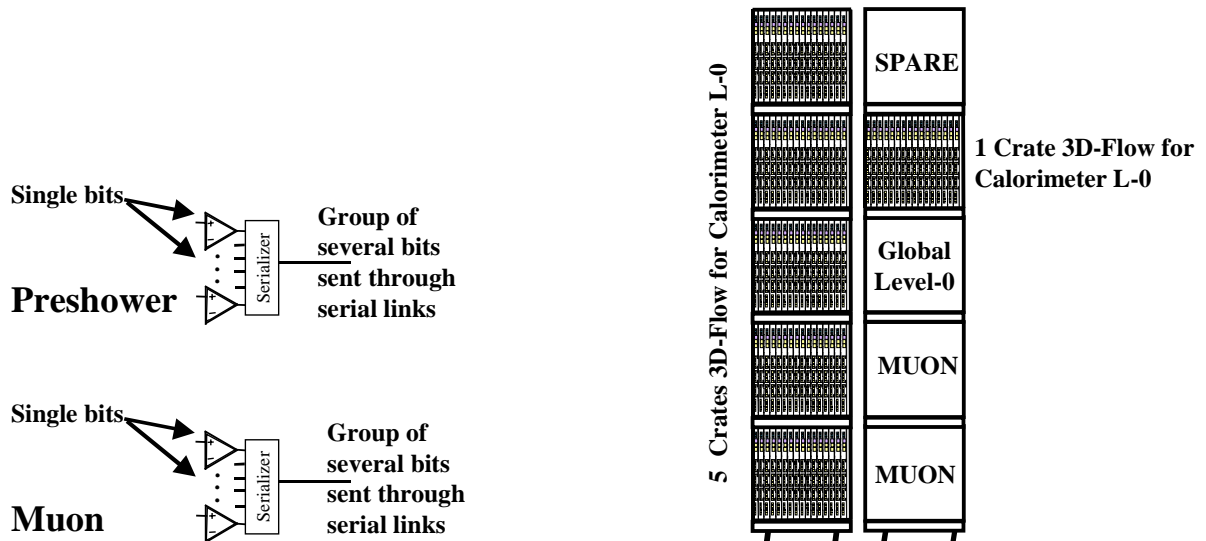 Single bits
Serializer
Group of
several bits
sent through
serial links
Preshower
Single bits
Serializer
Group of
several bits
sent through
serial links
Muon
5 Crates 3D-Flow for Calorimeter L-0
SPARE
1 Crate 3D-Flow for
Calorimeter L-0
Global
Level-0
MUON
MUON